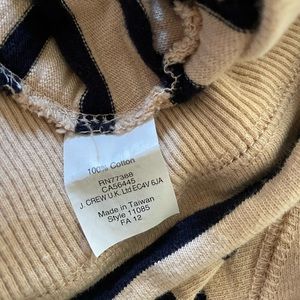 100% Cotton
RN77388
CA56445
J. CREW U.K. Ltd EC4V 6JA
Made in Taiwan
Style 11085
FA 12